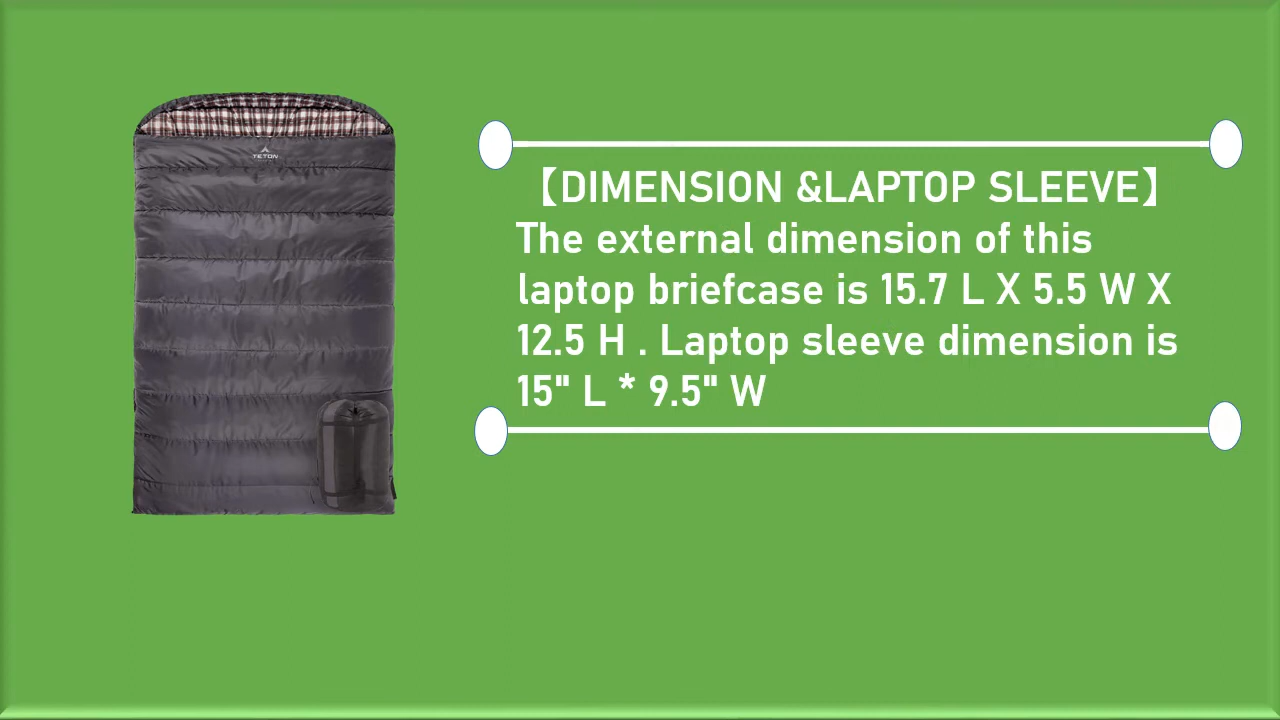 TETON
【DIMENSION &LAPTOP SLEEVE】
The external dimension of this
laptop briefcase is 15.7 L X 5.5 W X
12.5 H . Laptop sleeve dimension is
15" L * 9.5" W